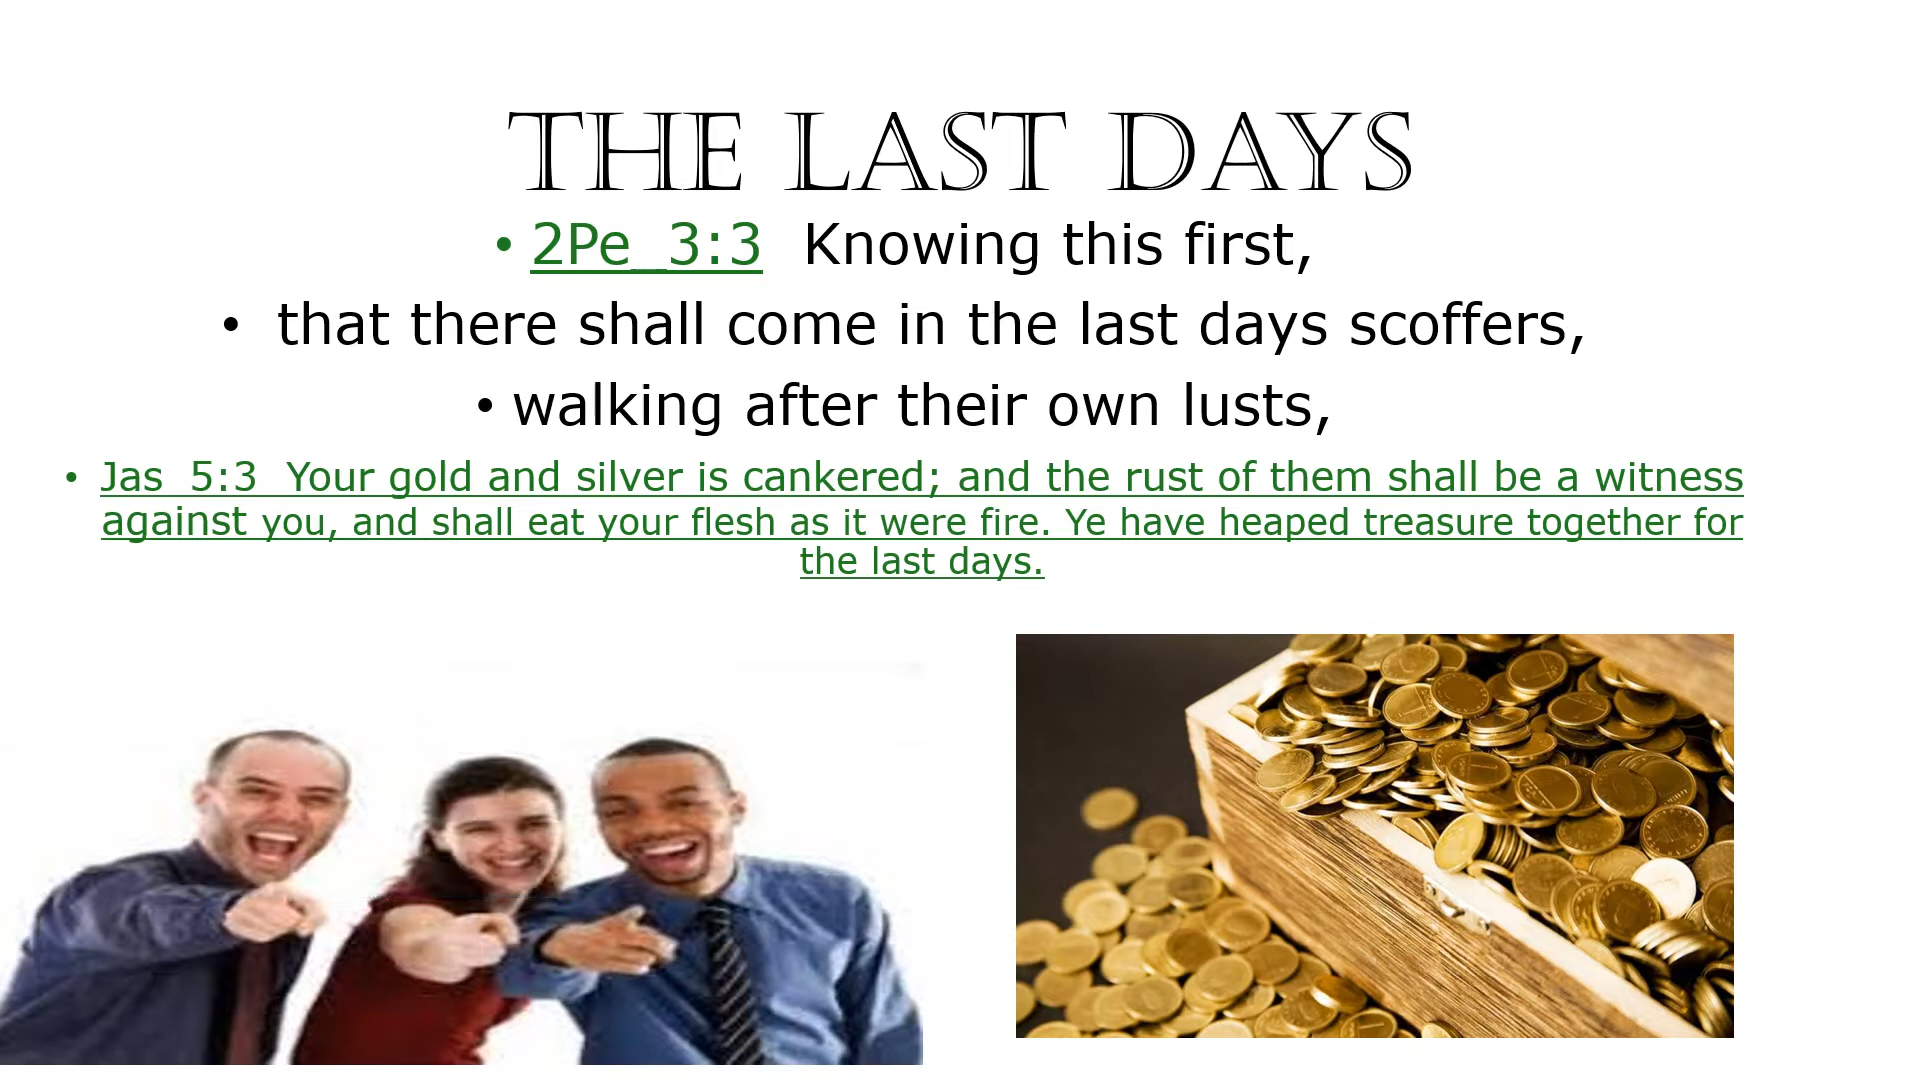 THE LAST DAYS
• 2Pe_3:3  Knowing this first,
• that there shall come in the last days scoffers,
• walking after their own lusts,
• Jas_5:3  Your gold and silver is cankered; and the rust of them shall be a witness
against you, and shall eat your flesh as it were fire. Ye have heaped treasure together for
the last days.